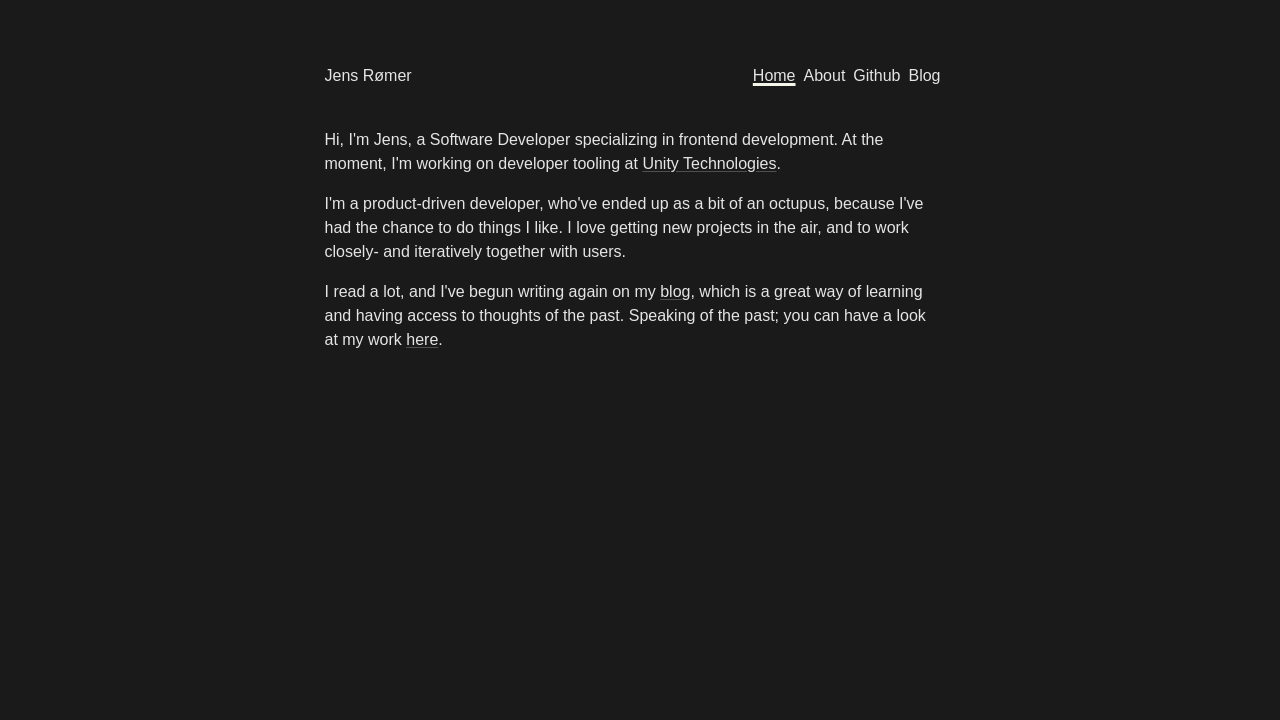 Jens Rømer
Home About Github Blog
Hi, I'm Jens, a Software Developer specializing in frontend development. At the
moment, I'm working on developer tooling at Unity Technologies.
I'm a product-driven developer, who've ended up as a bit of an octupus, because I've
had the chance to do things I like. I love getting new projects in the air, and to work
closely- and iteratively together with users.
I read a lot, and I've begun writing again on my blog, which is a great way of learning
and having access to thoughts of the past. Speaking of the past; you can have a look
at my work here.